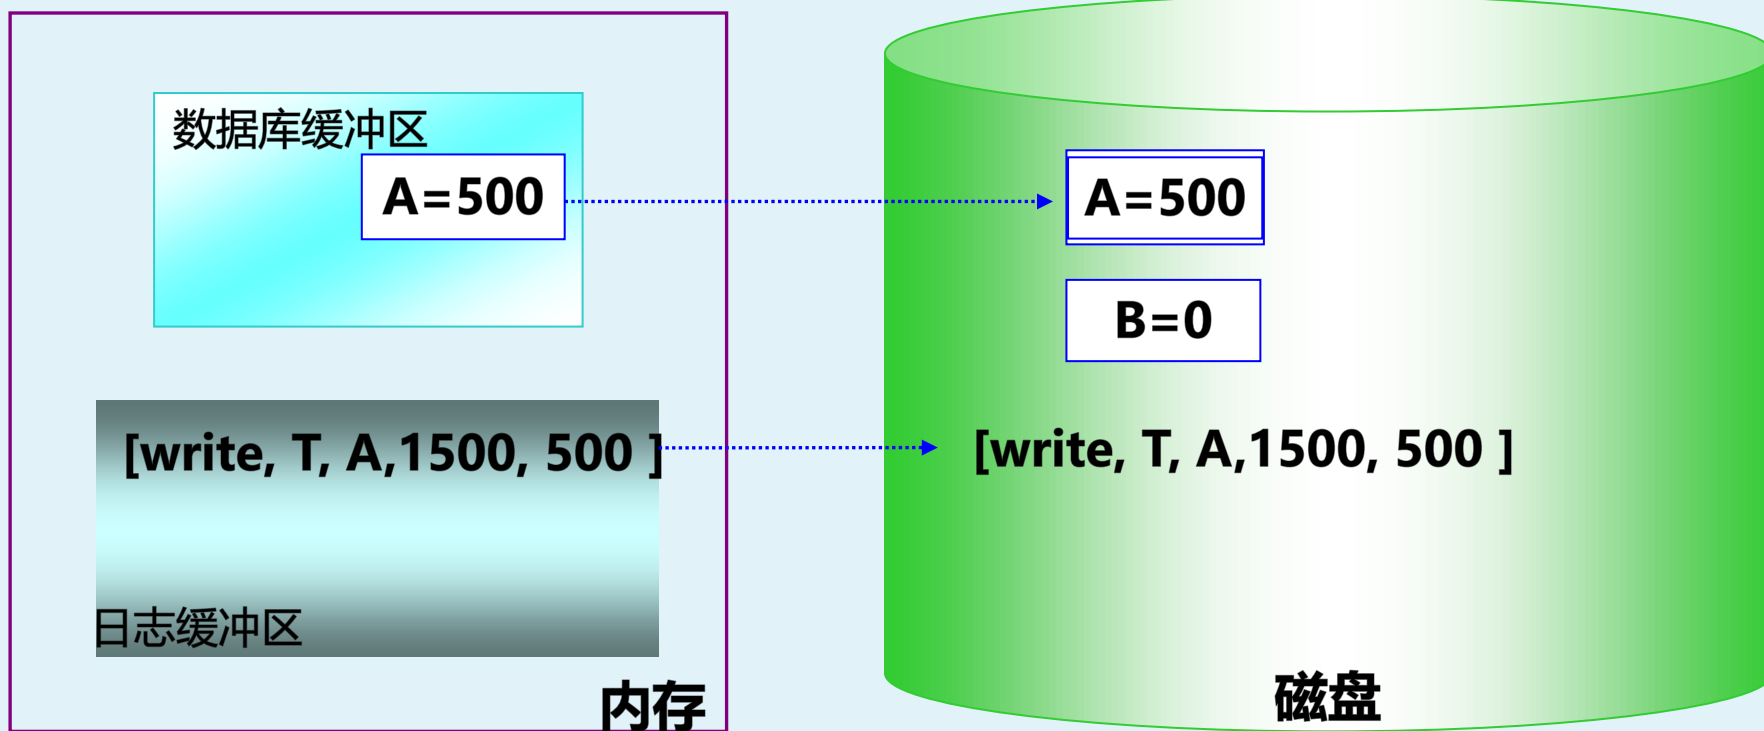 数据库缓冲区
A=500
A=500
B=0
[write, T, A,1500, 500 ]
[write, T, A,1500, 500 ]
日志缓冲区
内存
磁盘